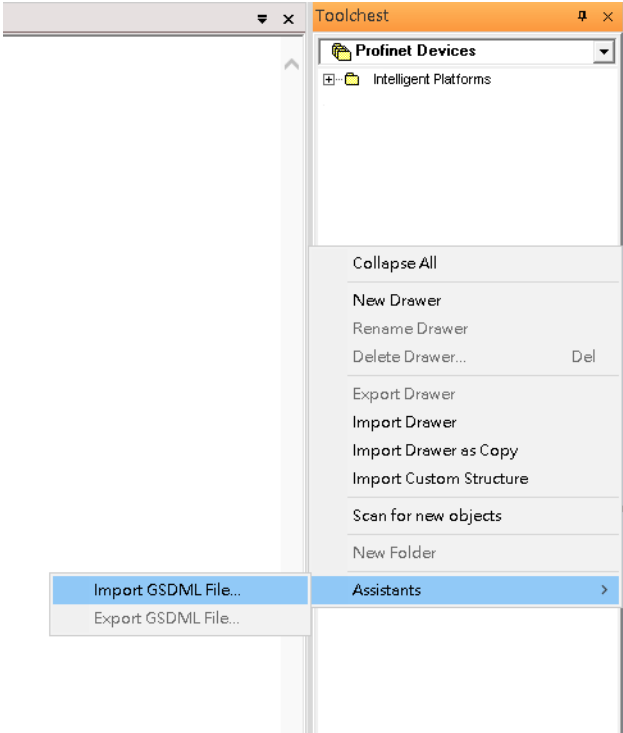 Toolchest
Profinet Devices
Intelligent Platforms
Collapse All
New Drawer
Rename Drawer
Delete Drawer... Del
Export Drawer
Import Drawer
Import Drawer as Copy
Import Custom Structure
Scan for new objects
New Folder
Assistants
Import GSDML File...
Export GSDML File...